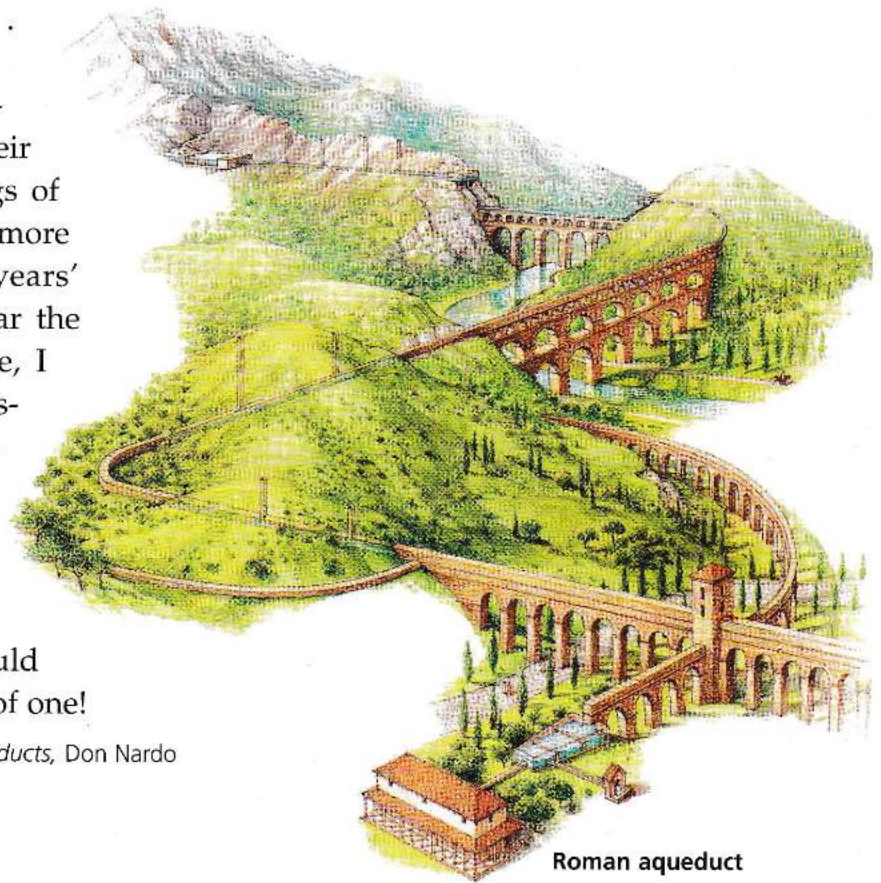 .
-
eir
gs of
more
years'
ar the
e, I
s-
uld
of one!
ducts, Don Nardo
Roman aqueduct